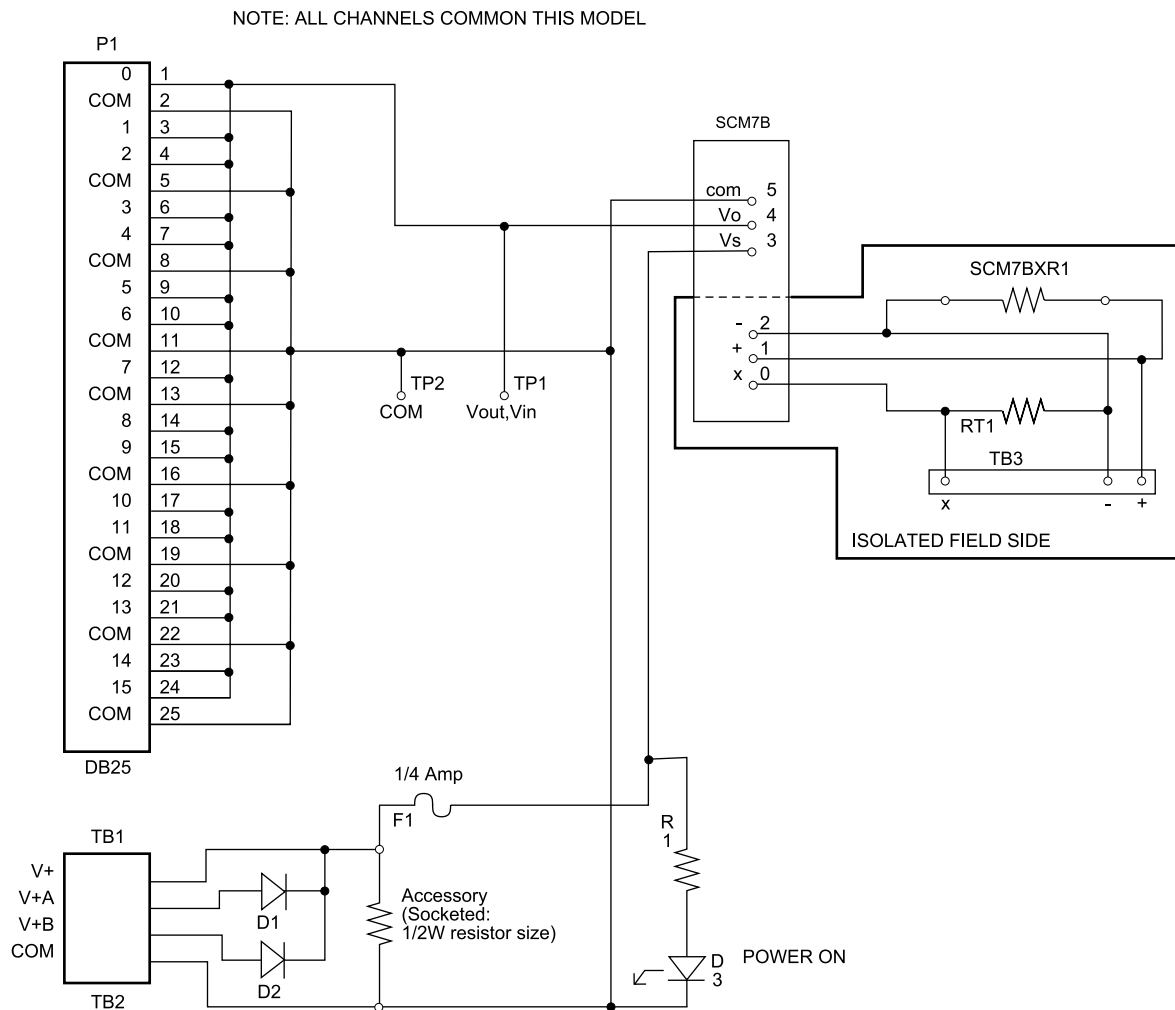 NOTE: ALL CHANNELS COMMON THIS MODEL
P1
0 1
COM 2
1 3
2 4
COM 5
3 6
4 7
COM 8
5 9
6 10
COM 11
7 12
COM 13
8 14
9 15
COM 16
10 17
11 18
COM 19
12 20
13 21
COM 22
14 23
15 24
COM 25
DB25
TP2
COM
TP1
Vout,Vin
SCM7B
com 5
Vo 4
Vs 3
- 2
+ 1
x 0
SCM7BXR1
RT1
TB3
x - +
ISOLATED FIELD SIDE
1/4 Amp
F1
TB1
V+
V+A
V+B
COM
TB2
D1
D2
Accessory
(Socketed:
1/2W resistor size)
R
1
D
3
POWER ON